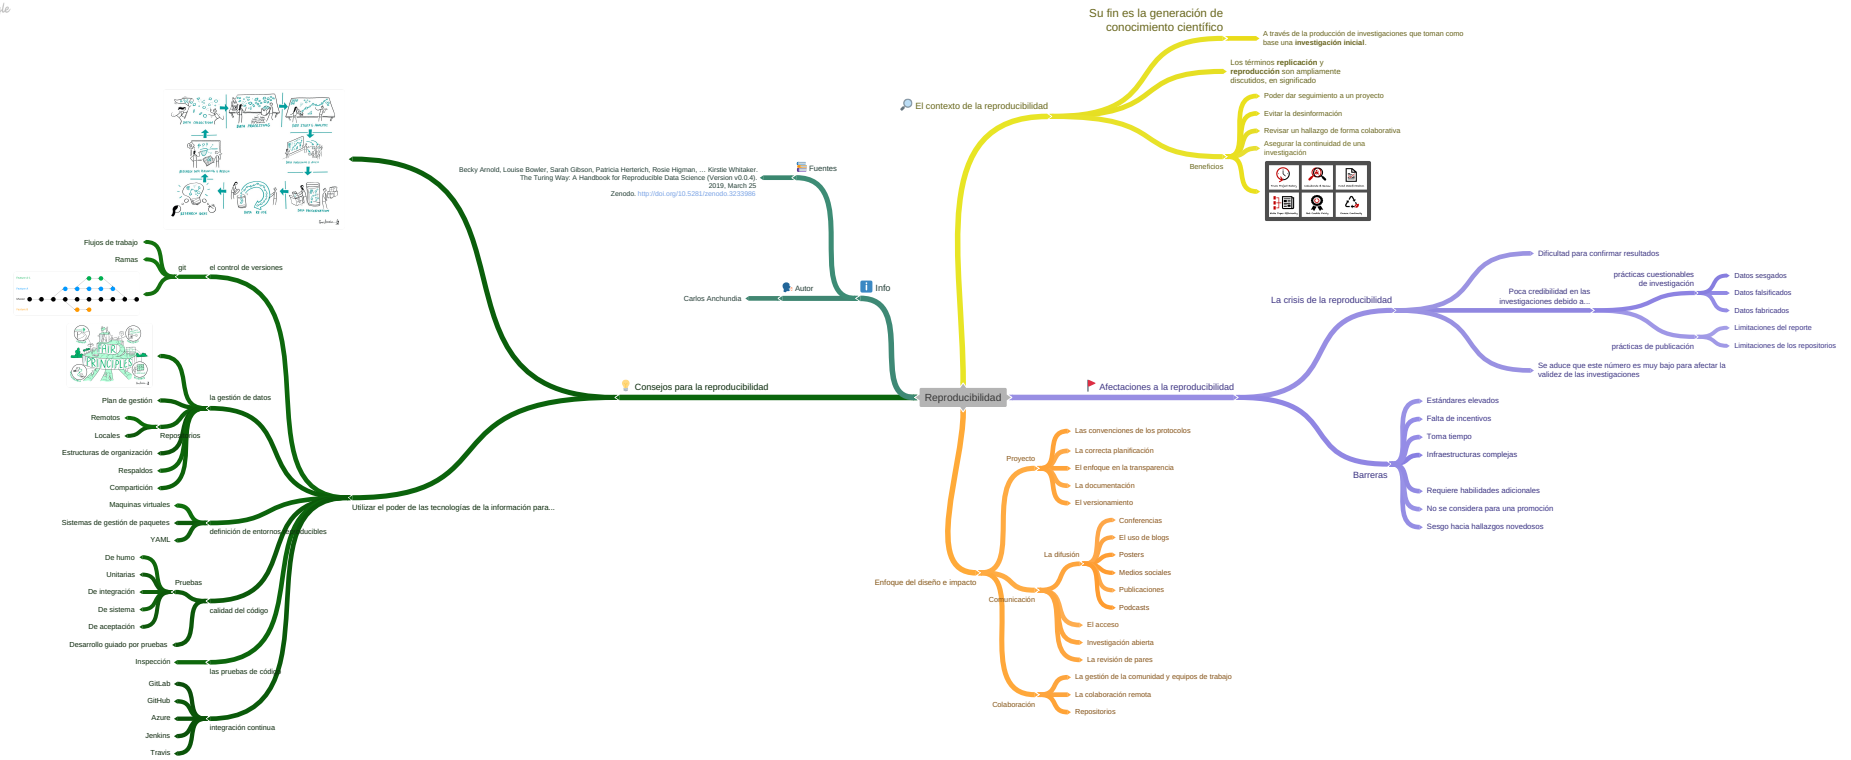 Reproducibilidad
El contexto de la reproducibilidad
Su fin es la generación de
conocimiento científico
A través de la producción de investigaciones que toman como
base una investigación inicial.
Los términos replicación y
reproducción son ampliamente
discutidos, en significado
Beneficios
Poder dar seguimiento a un proyecto
Evitar la desinformación
Revisar un hallazgo de forma colaborativa
Asegurar la continuidad de una
investigación
Afectaciones a la reproducibilidad
La crisis de la reproducibilidad
Dificultad para confirmar resultados
Poca credibilidad en las
investigaciones debido a...
prácticas cuestionables
de investigación
Datos sesgados
Datos falsificados
Datos fabricados
prácticas de publicación
Limitaciones del reporte
Limitaciones de los repositorios
Se aduce que este número es muy bajo para afectar la
validez de las investigaciones
Barreras
Estándares elevados
Falta de incentivos
Toma tiempo
Infraestructuras complejas
Requiere habilidades adicionales
No se considera para una promoción
Sesgo hacia hallazgos novedosos
Enfoque del diseño e impacto
Proyecto
Las convenciones de los protocolos
La correcta planificación
El enfoque en la transparencia
La documentación
El versionamiento
Comunicación
La difusión
Conferencias
El uso de blogs
Posters
Medios sociales
Publicaciones
Podcasts
El acceso
Investigación abierta
La revisión de pares
Colaboración
La gestión de la comunidad y equipos de trabajo
La colaboración remota
Repositorios
Info
Fuentes
Becky Arnold, Louise Bowler, Sarah Gibson, Patricia Herterich, Rosie Higman, ... Kirstie Whitaker.
The Turing Way: A Handbook for Reproducible Data Science (Version v0.0.4).
2019, March 25
Zenodo. http://doi.org/10.5281/zenodo.3233986
Autor
Carlos Anchundia
Consejos para la reproducibilidad
Utilizar el poder de las tecnologías de la información para...
el control de versiones
git
Flujos de trabajo
Ramas
la gestión de datos
FAIR
PRINCIPLES
Plan de gestión
Repositorios
Remotos
Locales
Estructuras de organización
Respaldos
Compartición
definición de entornos reproducibles
Maquinas virtuales
Sistemas de gestión de paquetes
YAML
calidad del código
Pruebas
De humo
Unitarias
De integración
De sistema
De aceptación
Desarrollo guiado por pruebas
las pruebas de código
Inspección
integración continua
GitLab
GitHub
Azure
Jenkins
Travis